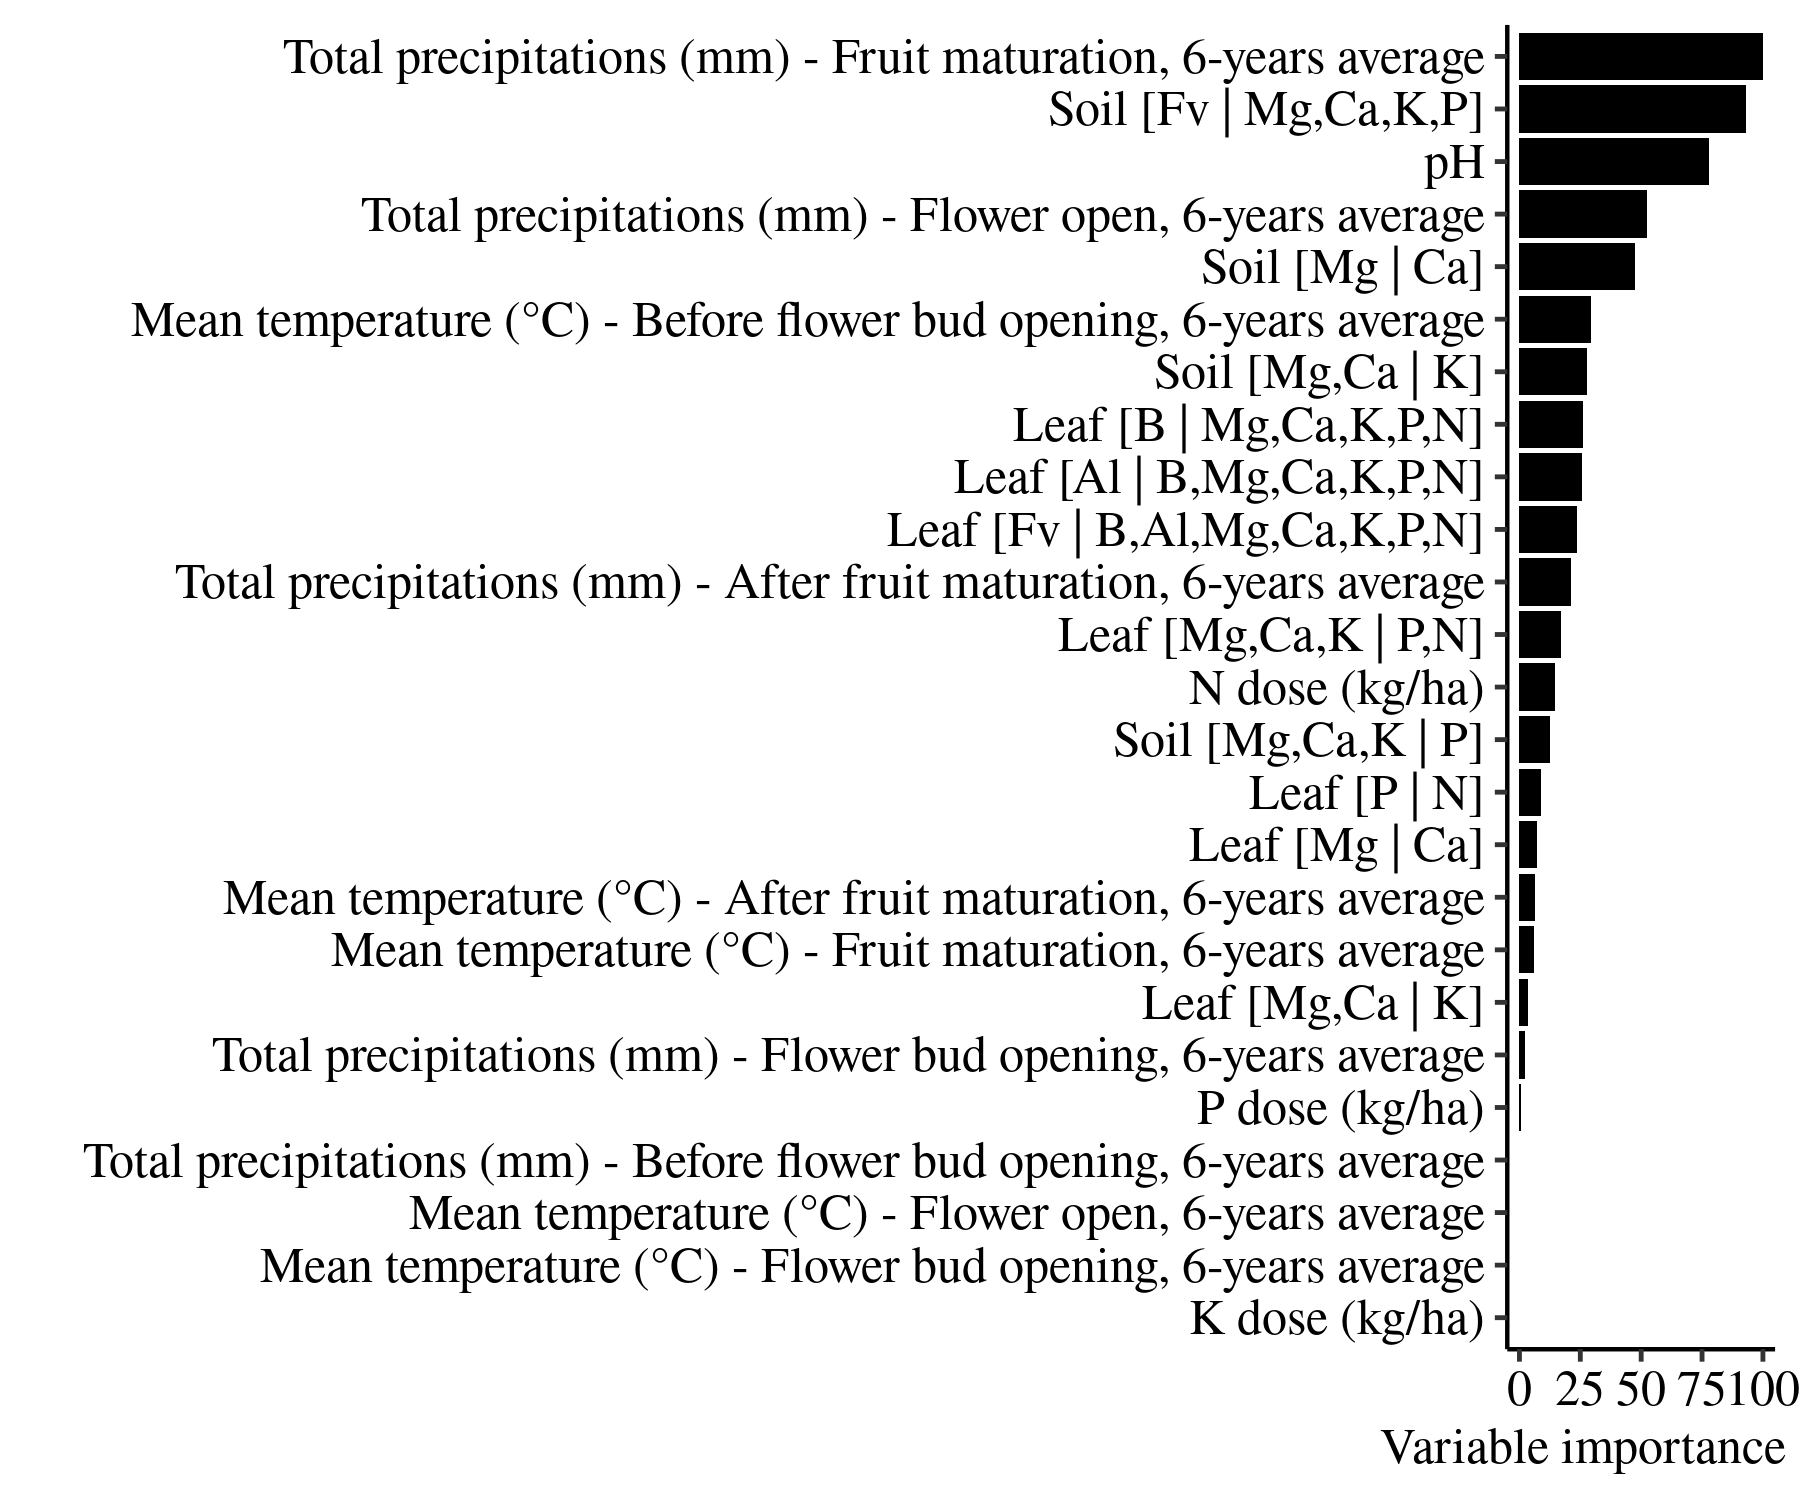 Total precipitations (mm) - Fruit maturation, 6-years average
Soil [Fv | Mg,Ca,K,P]
pH
Total precipitations (mm) - Flower open, 6-years average
Soil [Mg | Ca]
Mean temperature (°C) - Before flower bud opening, 6-years average
Soil [Mg,Ca | K]
Leaf [B | Mg,Ca,K,P,N]
Leaf [Al | B,Mg,Ca,K,P,N]
Leaf [Fv | B,Al,Mg,Ca,K,P,N]
Total precipitations (mm) - After fruit maturation, 6-years average
Leaf [Mg,Ca,K | P,N]
N dose (kg/ha)
Soil [Mg,Ca,K | P]
Leaf [P | N]
Leaf [Mg | Ca]
Mean temperature (°C) - After fruit maturation, 6-years average
Mean temperature (°C) - Fruit maturation, 6-years average
Leaf [Mg,Ca | K]
Total precipitations (mm) - Flower bud opening, 6-years average
P dose (kg/ha)
Total precipitations (mm) - Before flower bud opening, 6-years average
Mean temperature (°C) - Flower open, 6-years average
Mean temperature (°C) - Flower bud opening, 6-years average
K dose (kg/ha)
0 25 50 75 100
Variable importance